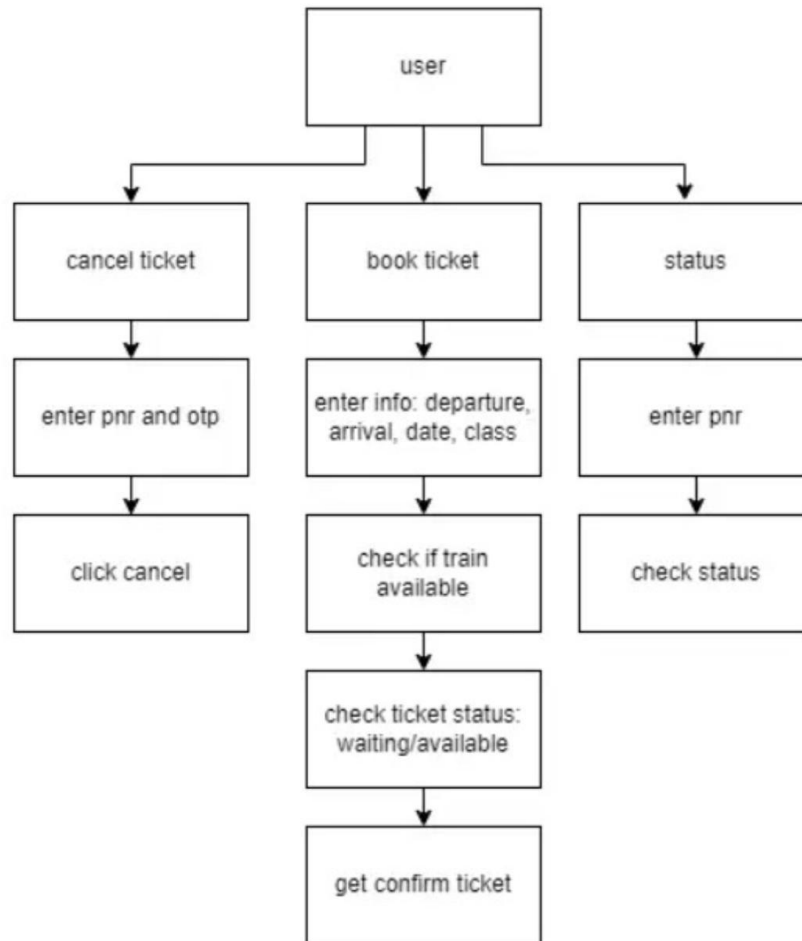 user
cancel ticket
book ticket
status
enter pnr and otp
enter info: departure,
arrival, date, class
enter pnr
click cancel
check if train
available
check status
check ticket status:
waiting/available
get confirm ticket